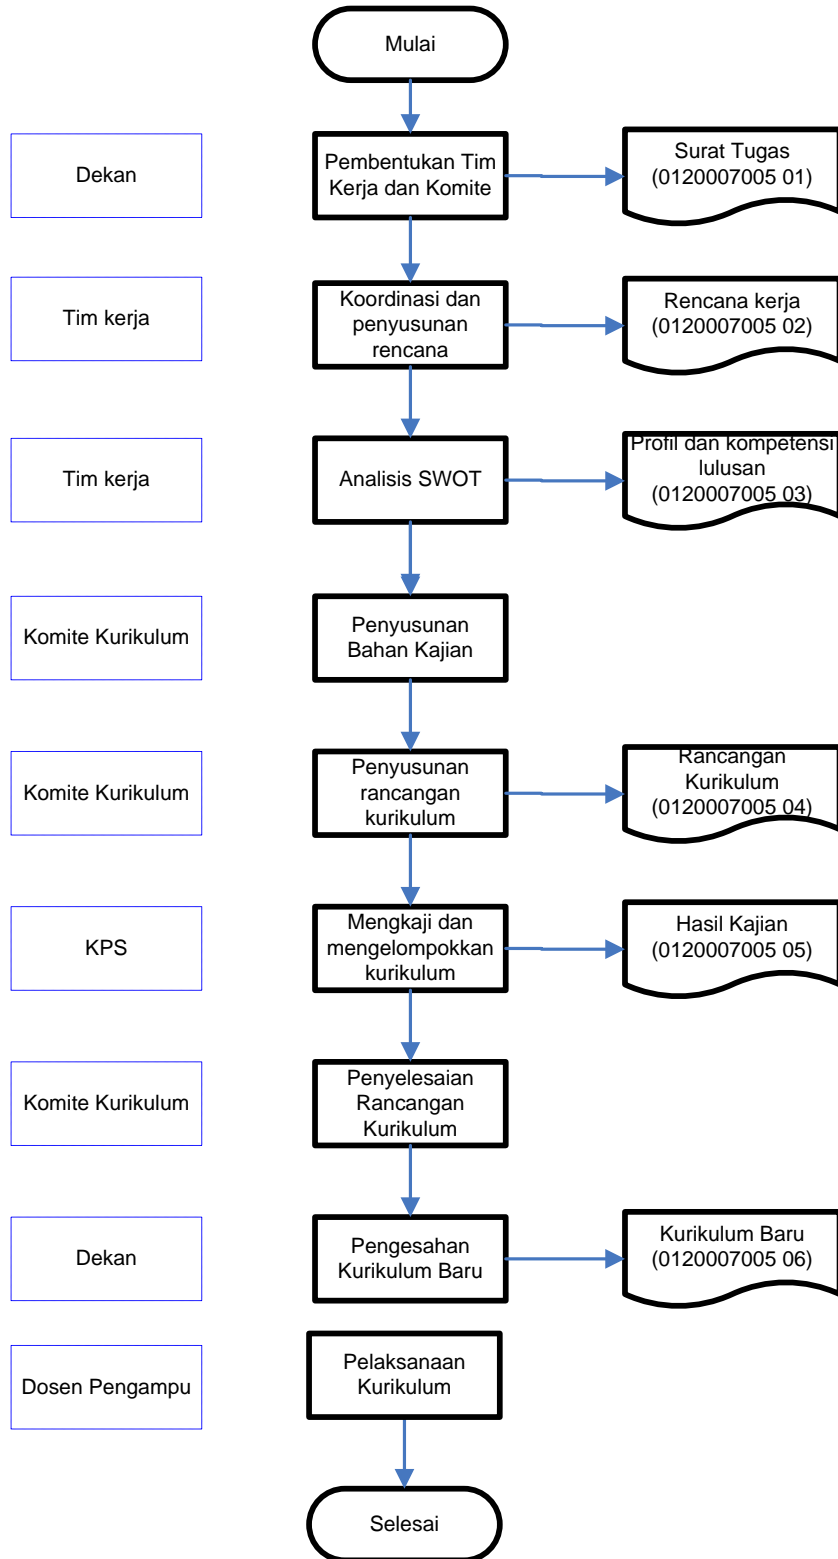 Mulai
Dekan
Pembentukan Tim
Kerja dan Komite
Surat Tugas
(0120007005 01)
Tim kerja
Koordinasi dan
penyusunan
rencana
Rencana kerja
(0120007005 02)
Tim kerja
Analisis SWOT
Profil dan kompetensi
lulusan
(0120007005 03)
Komite Kurikulum
Penyusunan
Bahan Kajian
Komite Kurikulum
Penyusunan
rancangan
kurikulum
Rancangan
Kurikulum
(0120007005 04)
KPS
Mengkaji dan
mengelompokkan
kurikulum
Hasil Kajian
(0120007005 05)
Komite Kurikulum
Penyelesaian
Rancangan
Kurikulum
Dekan
Pengesahan
Kurikulum Baru
Kurikulum Baru
(0120007005 06)
Dosen Pengampu
Pelaksanaan
Kurikulum
Selesai